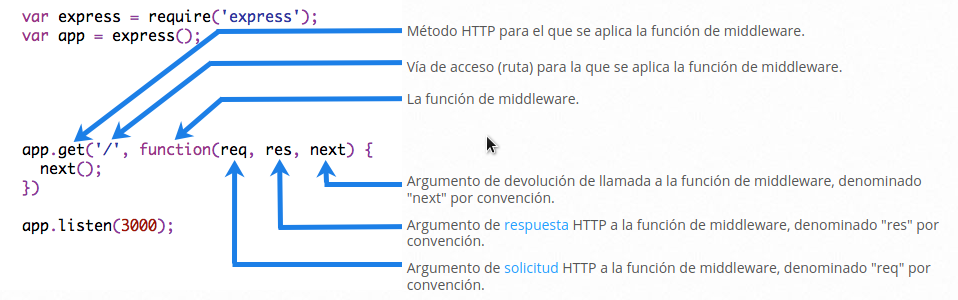 var express = require('express');
var app = express();
Método HTTP para el que se aplica la función de middleware.
Vía de acceso (ruta) para la que se aplica la función de middleware.
La función de middleware.
app.get('/', function(req, res, next) {
  next();
})
app.listen(3000);
Argumento de devolución de llamada a la función de middleware, denominado
"next" por convención.
Argumento de respuesta HTTP a la función de middleware, denominado "res" por
convención.
Argumento de solicitud HTTP a la función de middleware, denominado "req" por
convención.